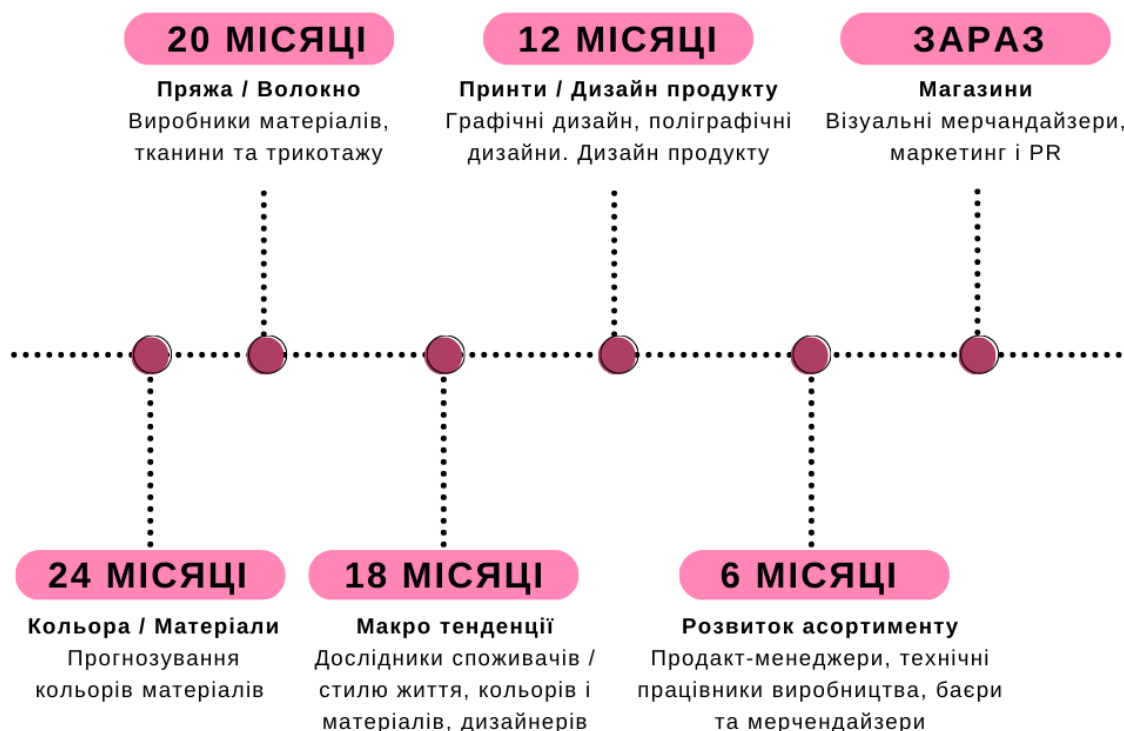 20 МІСЯЦІ
Пряжа / Волокно
Виробники матеріалів,
тканини та трикотажу
12 МІСЯЦІ
Принти / Дизайн продукту
Графічні дизайн, поліграфічні
дизайни. Дизайн продукту
ЗАРАЗ
Магазини
Візуальні мерчандайзери,
маркетинг і PR
24 МІСЯЦІ
Кольора / Матеріали
Прогнозування
кольорів матеріалів
18 МІСЯЦІ
Макро тенденції
Дослідники споживачів /
стилю життя, кольорів і
матеріалів, дизайнерів
6 МІСЯЦІ
Розвиток асортименту
Продакт-менеджери, технічні
працівники виробництва, баєри
та мерчендайзери